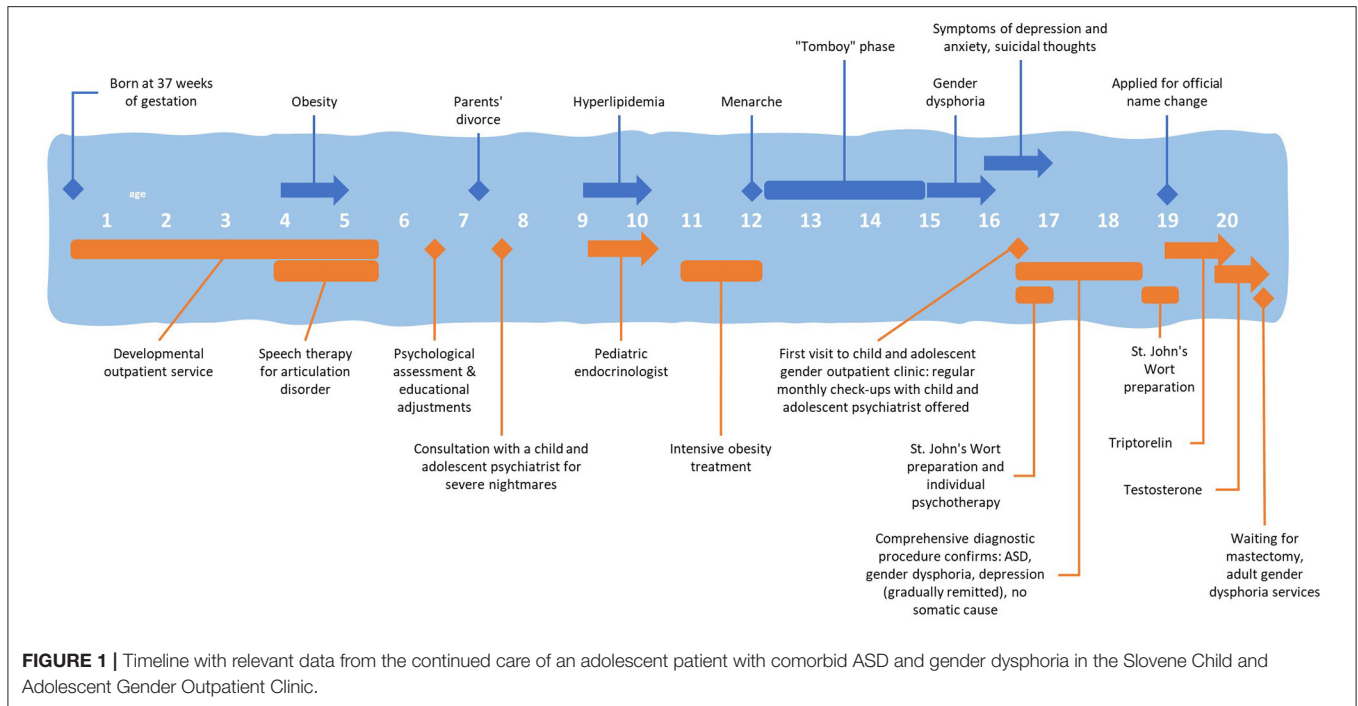 Symptoms of depression and
anxiety, suicidal thoughts
"Tomboy" phase
Born at 37 weeks
of gestation
Obesity
Parents'
divorce
Hyperlipidemia
Menarche
Gender
dysphoria
Applied for official
name change
age
1 2 3 4 5 6 7 8 9 10 11 12 13 14 15 16 17 18 19 20
Developmental
outpatient service
Speech therapy
for articulation
disorder
Psychological
assessment &
educational
adjustments
Consultation with a child and
adolescent psychiatrist for
severe nightmares
Pediatric
endocrinologist
Intensive obesity
treatment
First visit to child and adolescent
gender outpatient clinic: regular
monthly check-ups with child and
adolescent psychiatrist offered
St. John's Wort
preparation and
individual
psychotherapy
Comprehensive diagnostic
procedure confirms: ASD,
gender dysphoria, depression
(gradually remitted), no
somatic cause
St. John's
Wort
preparation
Triptorelin
Testosterone
Waiting for
mastectomy,
adult gender
dysphoria services
FIGURE 1 | Timeline with relevant data from the continued care of an adolescent patient with comorbid ASD and gender dysphoria in the Slovene Child and
Adolescent Gender Outpatient Clinic.